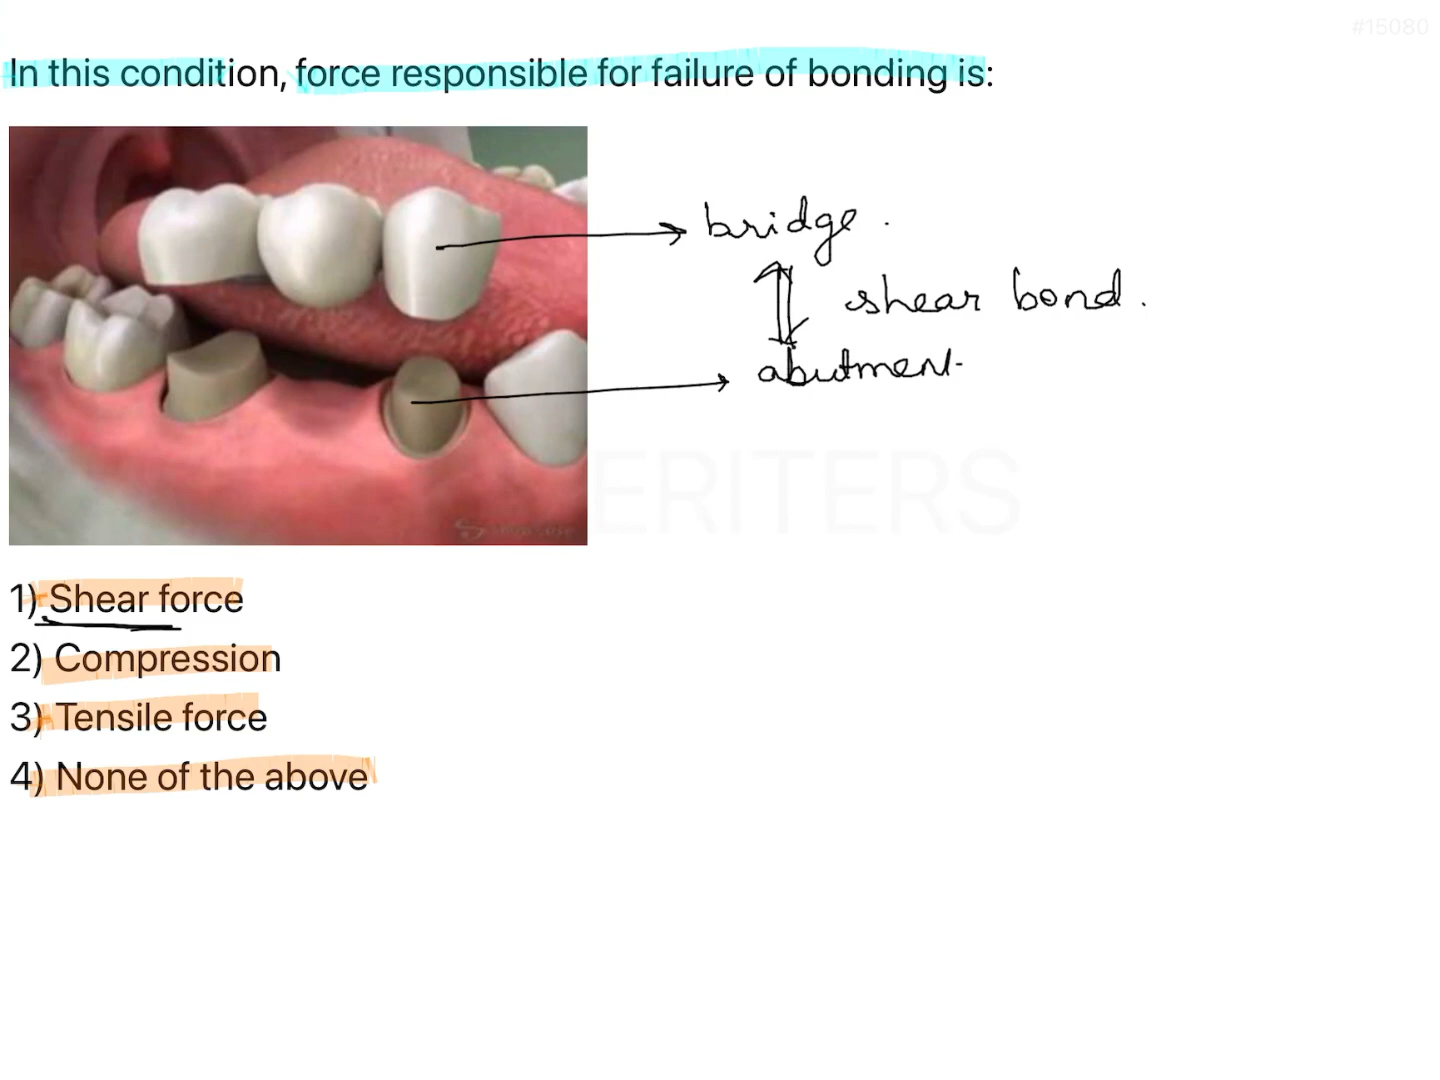 #15080
In this condition, force responsible for failure of bonding is:
bridge.
shear bond.
abutment.
ERITERS
1) Shear force
2) Compression
3) Tensile force
4) None of the above